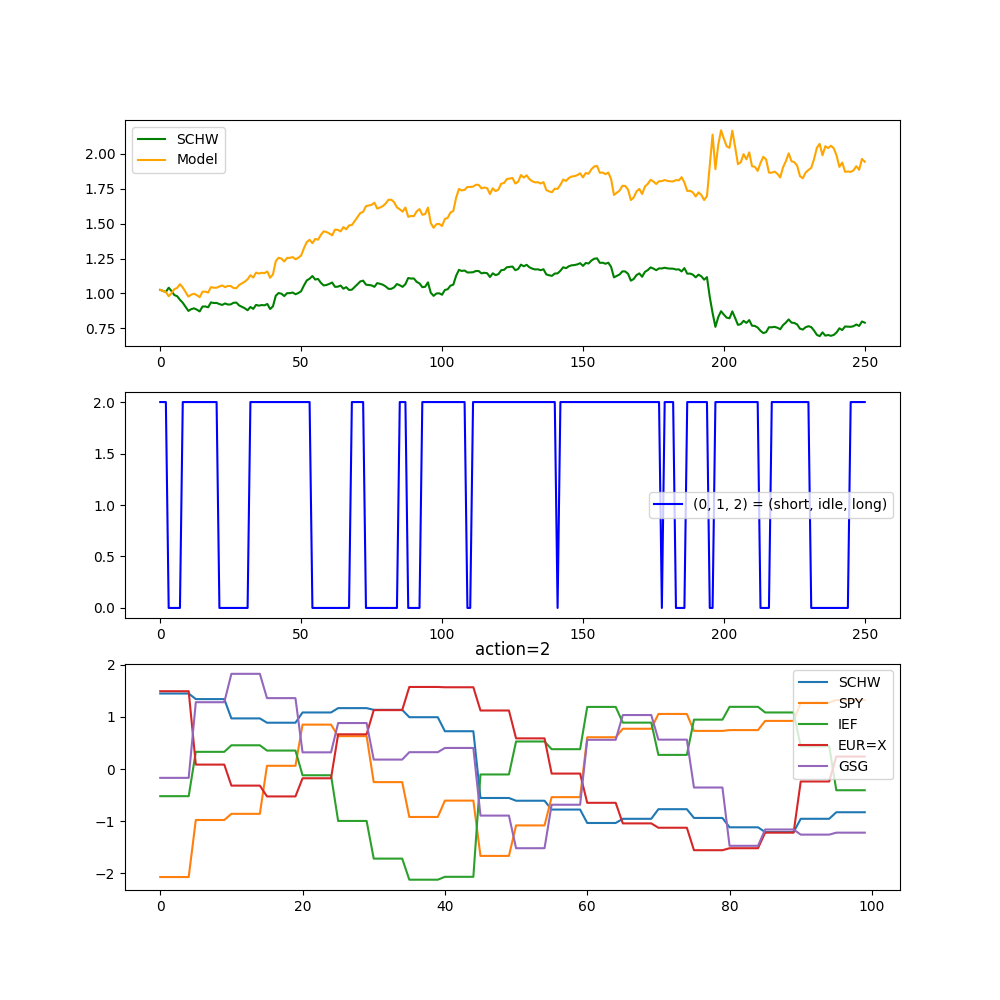 SCHW
Model
2.00
1.75
1.50
1.25
1.00
0.75
0 50 100 150 200 250
2.0
1.5
1.0
0.5
0.0
(0, 1, 2) = (short, idle, long)
0 50 100 150 200 250
action=2
2
1
0
−1
−2
SCHW
SPY
IEF
EUR=X
GSG
0 20 40 60 80 100